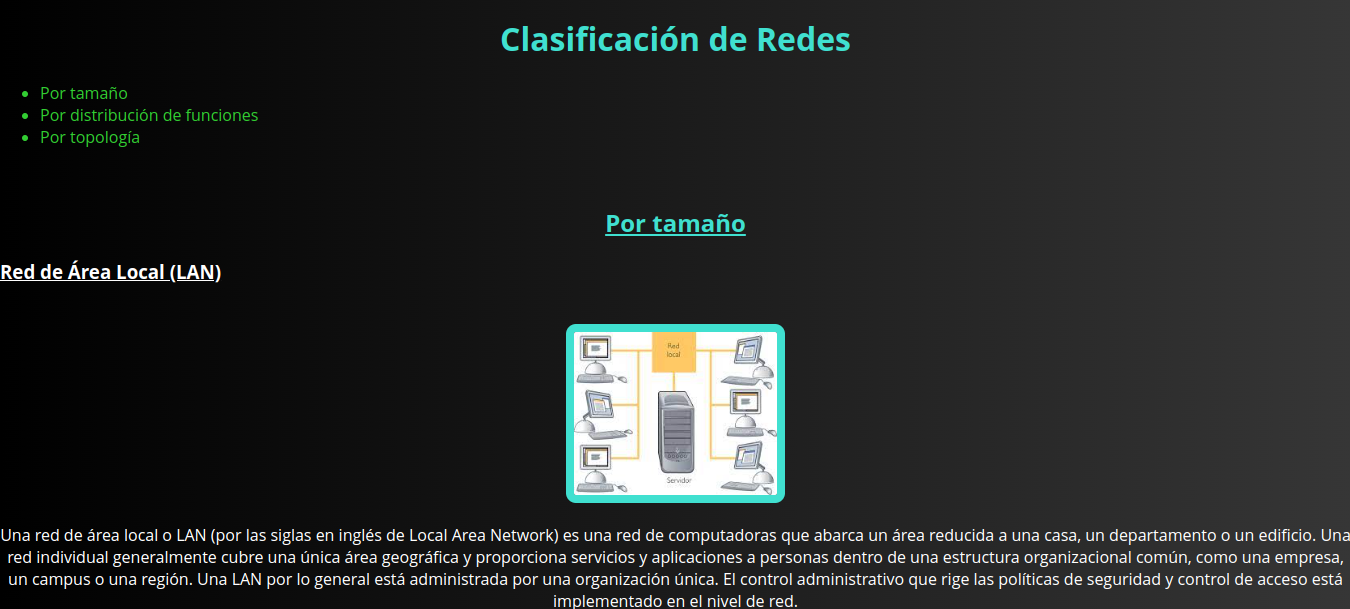 Clasificación de Redes
Por tamaño
Por distribución de funciones
Por topología
Por tamaño
Red de Área Local (LAN)
Red
local
Servidor
Una red de área local o LAN (por las siglas en inglés de Local Area Network) es una red de computadoras que abarca un área reducida a una casa, un departamento o un edificio. Una
red individual generalmente cubre una única área geográfica y proporciona servicios y aplicaciones a personas dentro de una estructura organizacional común, como una empresa,
un campus o una región. Una LAN por lo general está administrada por una organización única. El control administrativo que rige las políticas de seguridad y control de acceso está
implementado en el nivel de red.